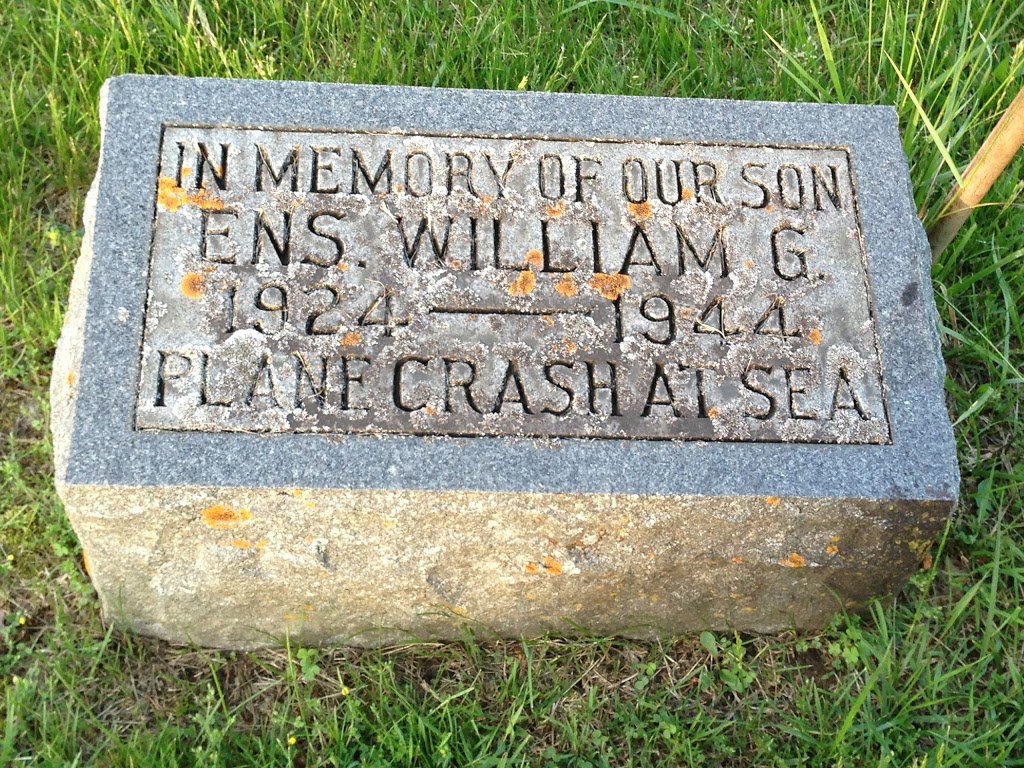 IN MEMORY OF OUR SON
ENS. WILLIAM G.
1924 — 1944
PLANE CRASH AT SEA